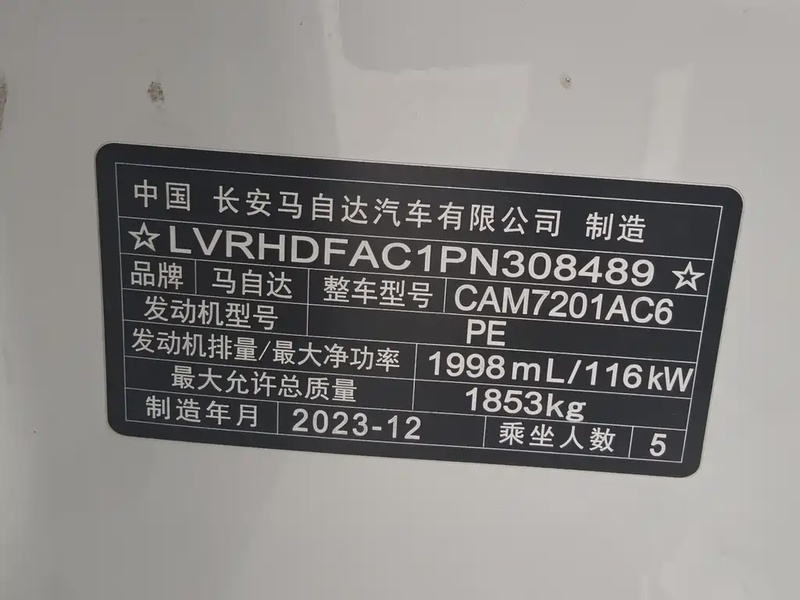 中国 长安马自达汽车有限公司 制造
☆LVRHDFAC1PN308489☆
品牌 马自达 整车型号 CAM7201AC6
发动机型号 PE
发动机排量/最大净功率 1998mL/116kW
最大允许总质量 1853kg
制造年月 2023-12 乘坐人数 5